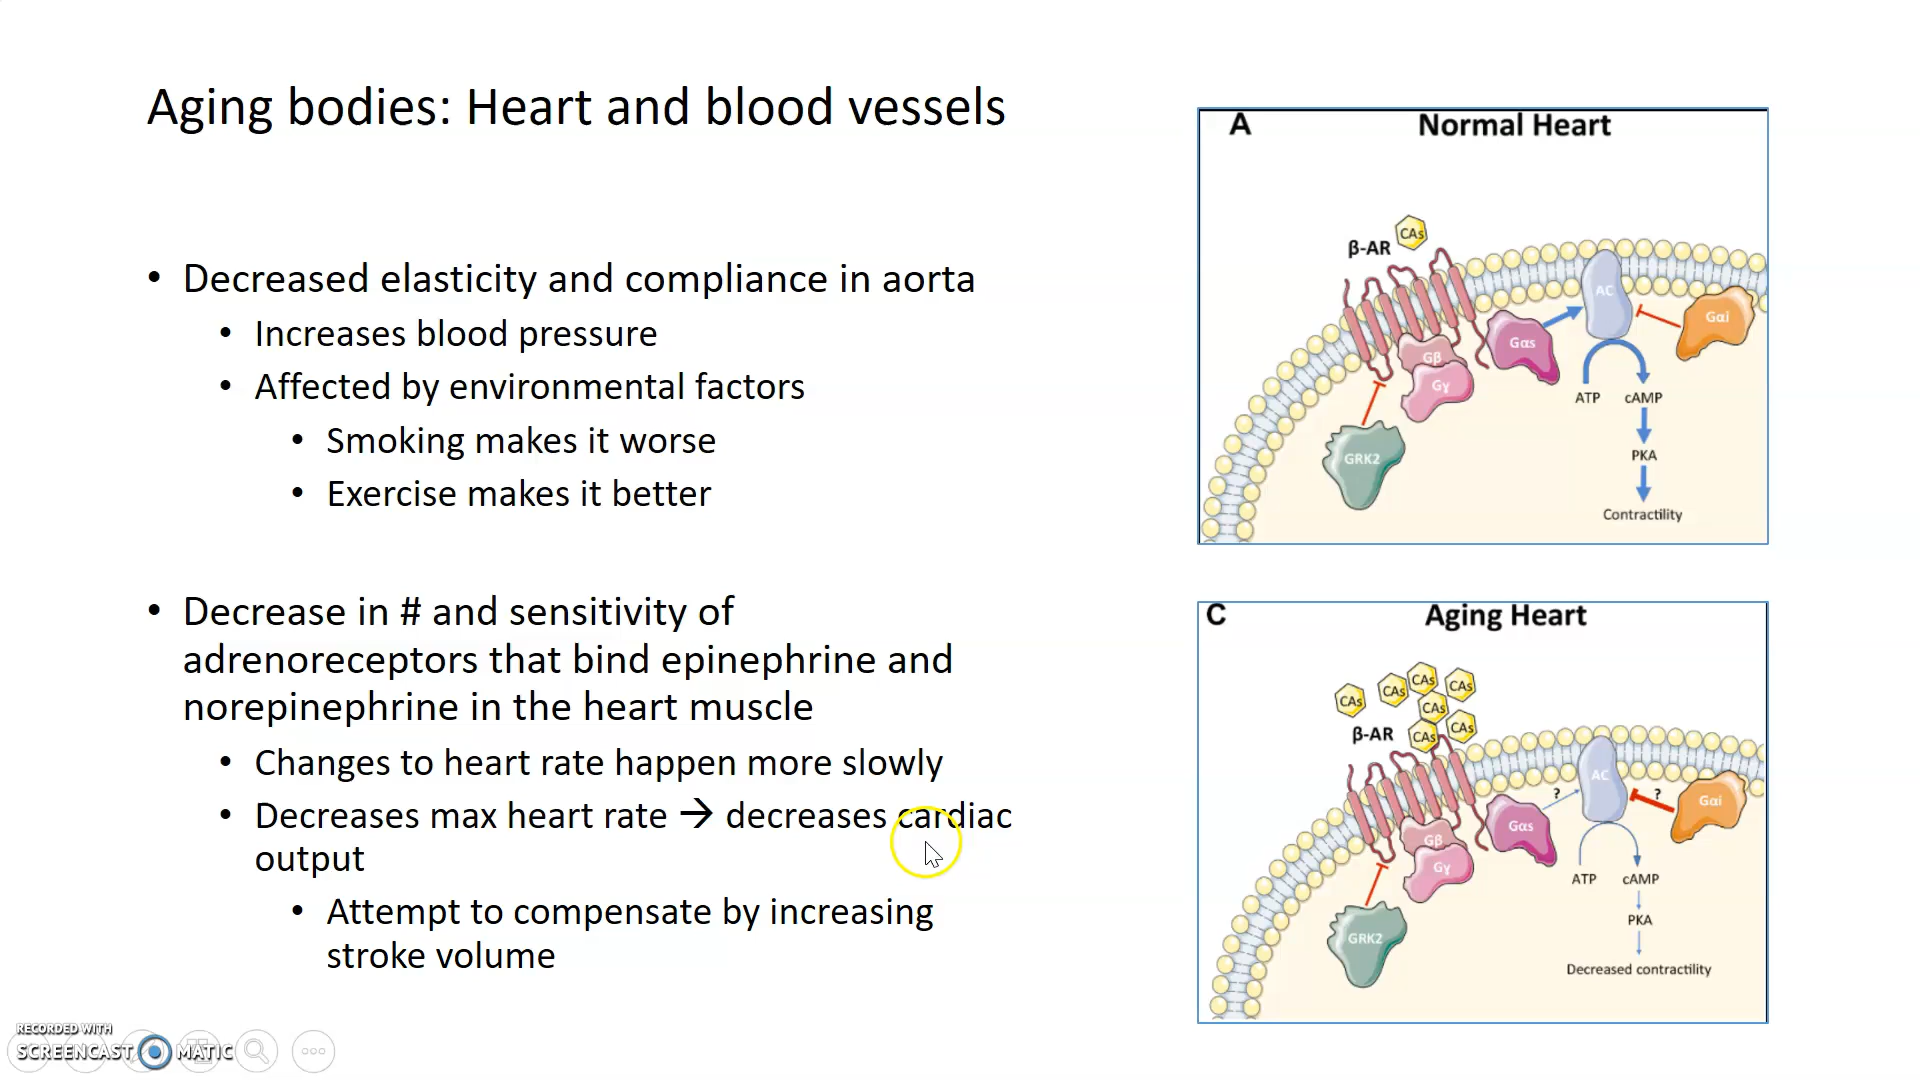 Aging bodies: Heart and blood vessels
• Decreased elasticity and compliance in aorta
• Increases blood pressure
• Affected by environmental factors
• Smoking makes it worse
• Exercise makes it better
• Decrease in # and sensitivity of
adrenoreceptors that bind epinephrine and
norepinephrine in the heart muscle
• Changes to heart rate happen more slowly
• Decreases max heart rate → decreases cardiac
output
• Attempt to compensate by increasing
stroke volume
A
Normal Heart
CAs
β-AR
AC
Gαi
Gαs
Gβ
Gγ
ATP
cAMP
GRK2
PKA
Contractility
C
Aging Heart
CAs
CAs
CAs
CAs
CAs
CAs
CAs
β-AR
AC
?
?
Gαi
Gαs
Gβ
Gγ
ATP
cAMP
GRK2
PKA
Decreased contractility
RECORDED WITH
SCREENCAST MATIC